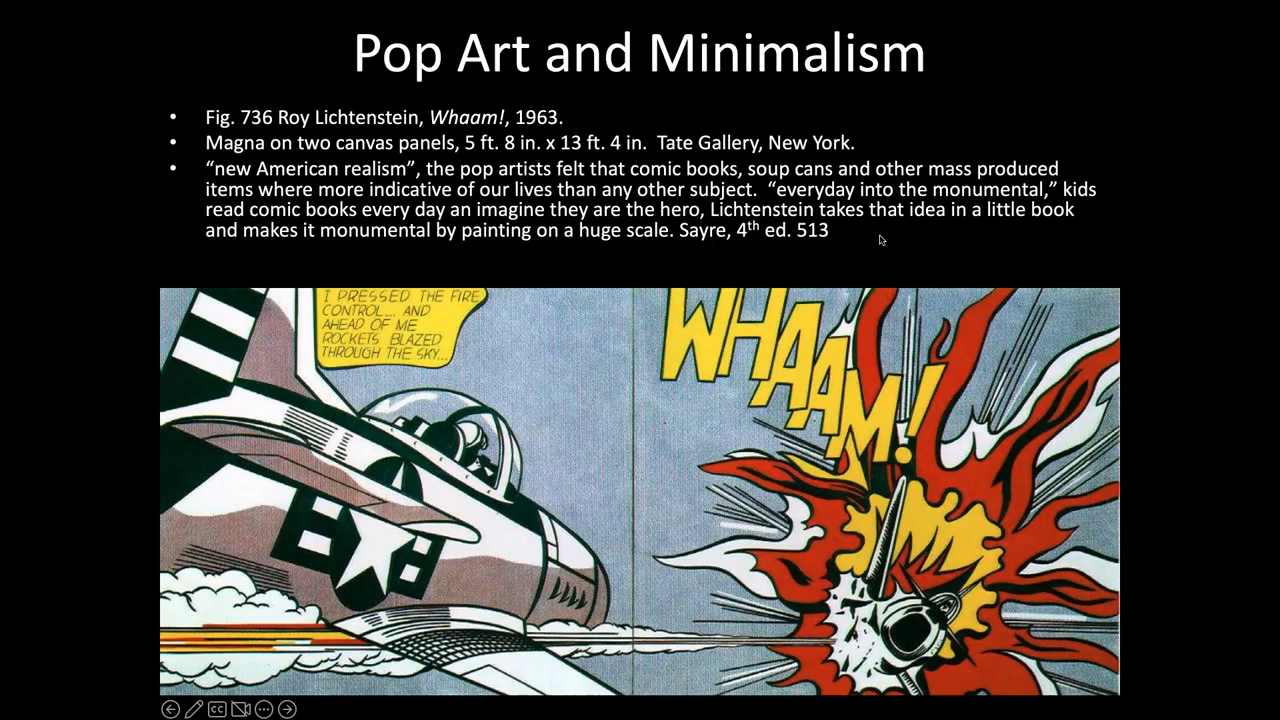 Pop Art and Minimalism
• Fig. 736 Roy Lichtenstein, Whaam!, 1963.
• Magna on two canvas panels, 5 ft. 8 in. x 13 ft. 4 in.  Tate Gallery, New York.
• “new American realism”, the pop artists felt that comic books, soup cans and other mass produced
items where more indicative of our lives than any other subject.  “everyday into the monumental,” kids
read comic books every day an imagine they are the hero, Lichtenstein takes that idea in a little book
and makes it monumental by painting on a huge scale. Sayre, 4th ed. 513
I PRESSED THE FIRE
CONTROL... AND
AHEAD OF ME
ROCKETS BLAZED
THROUGH THE SKY...
WHAAM!
CC